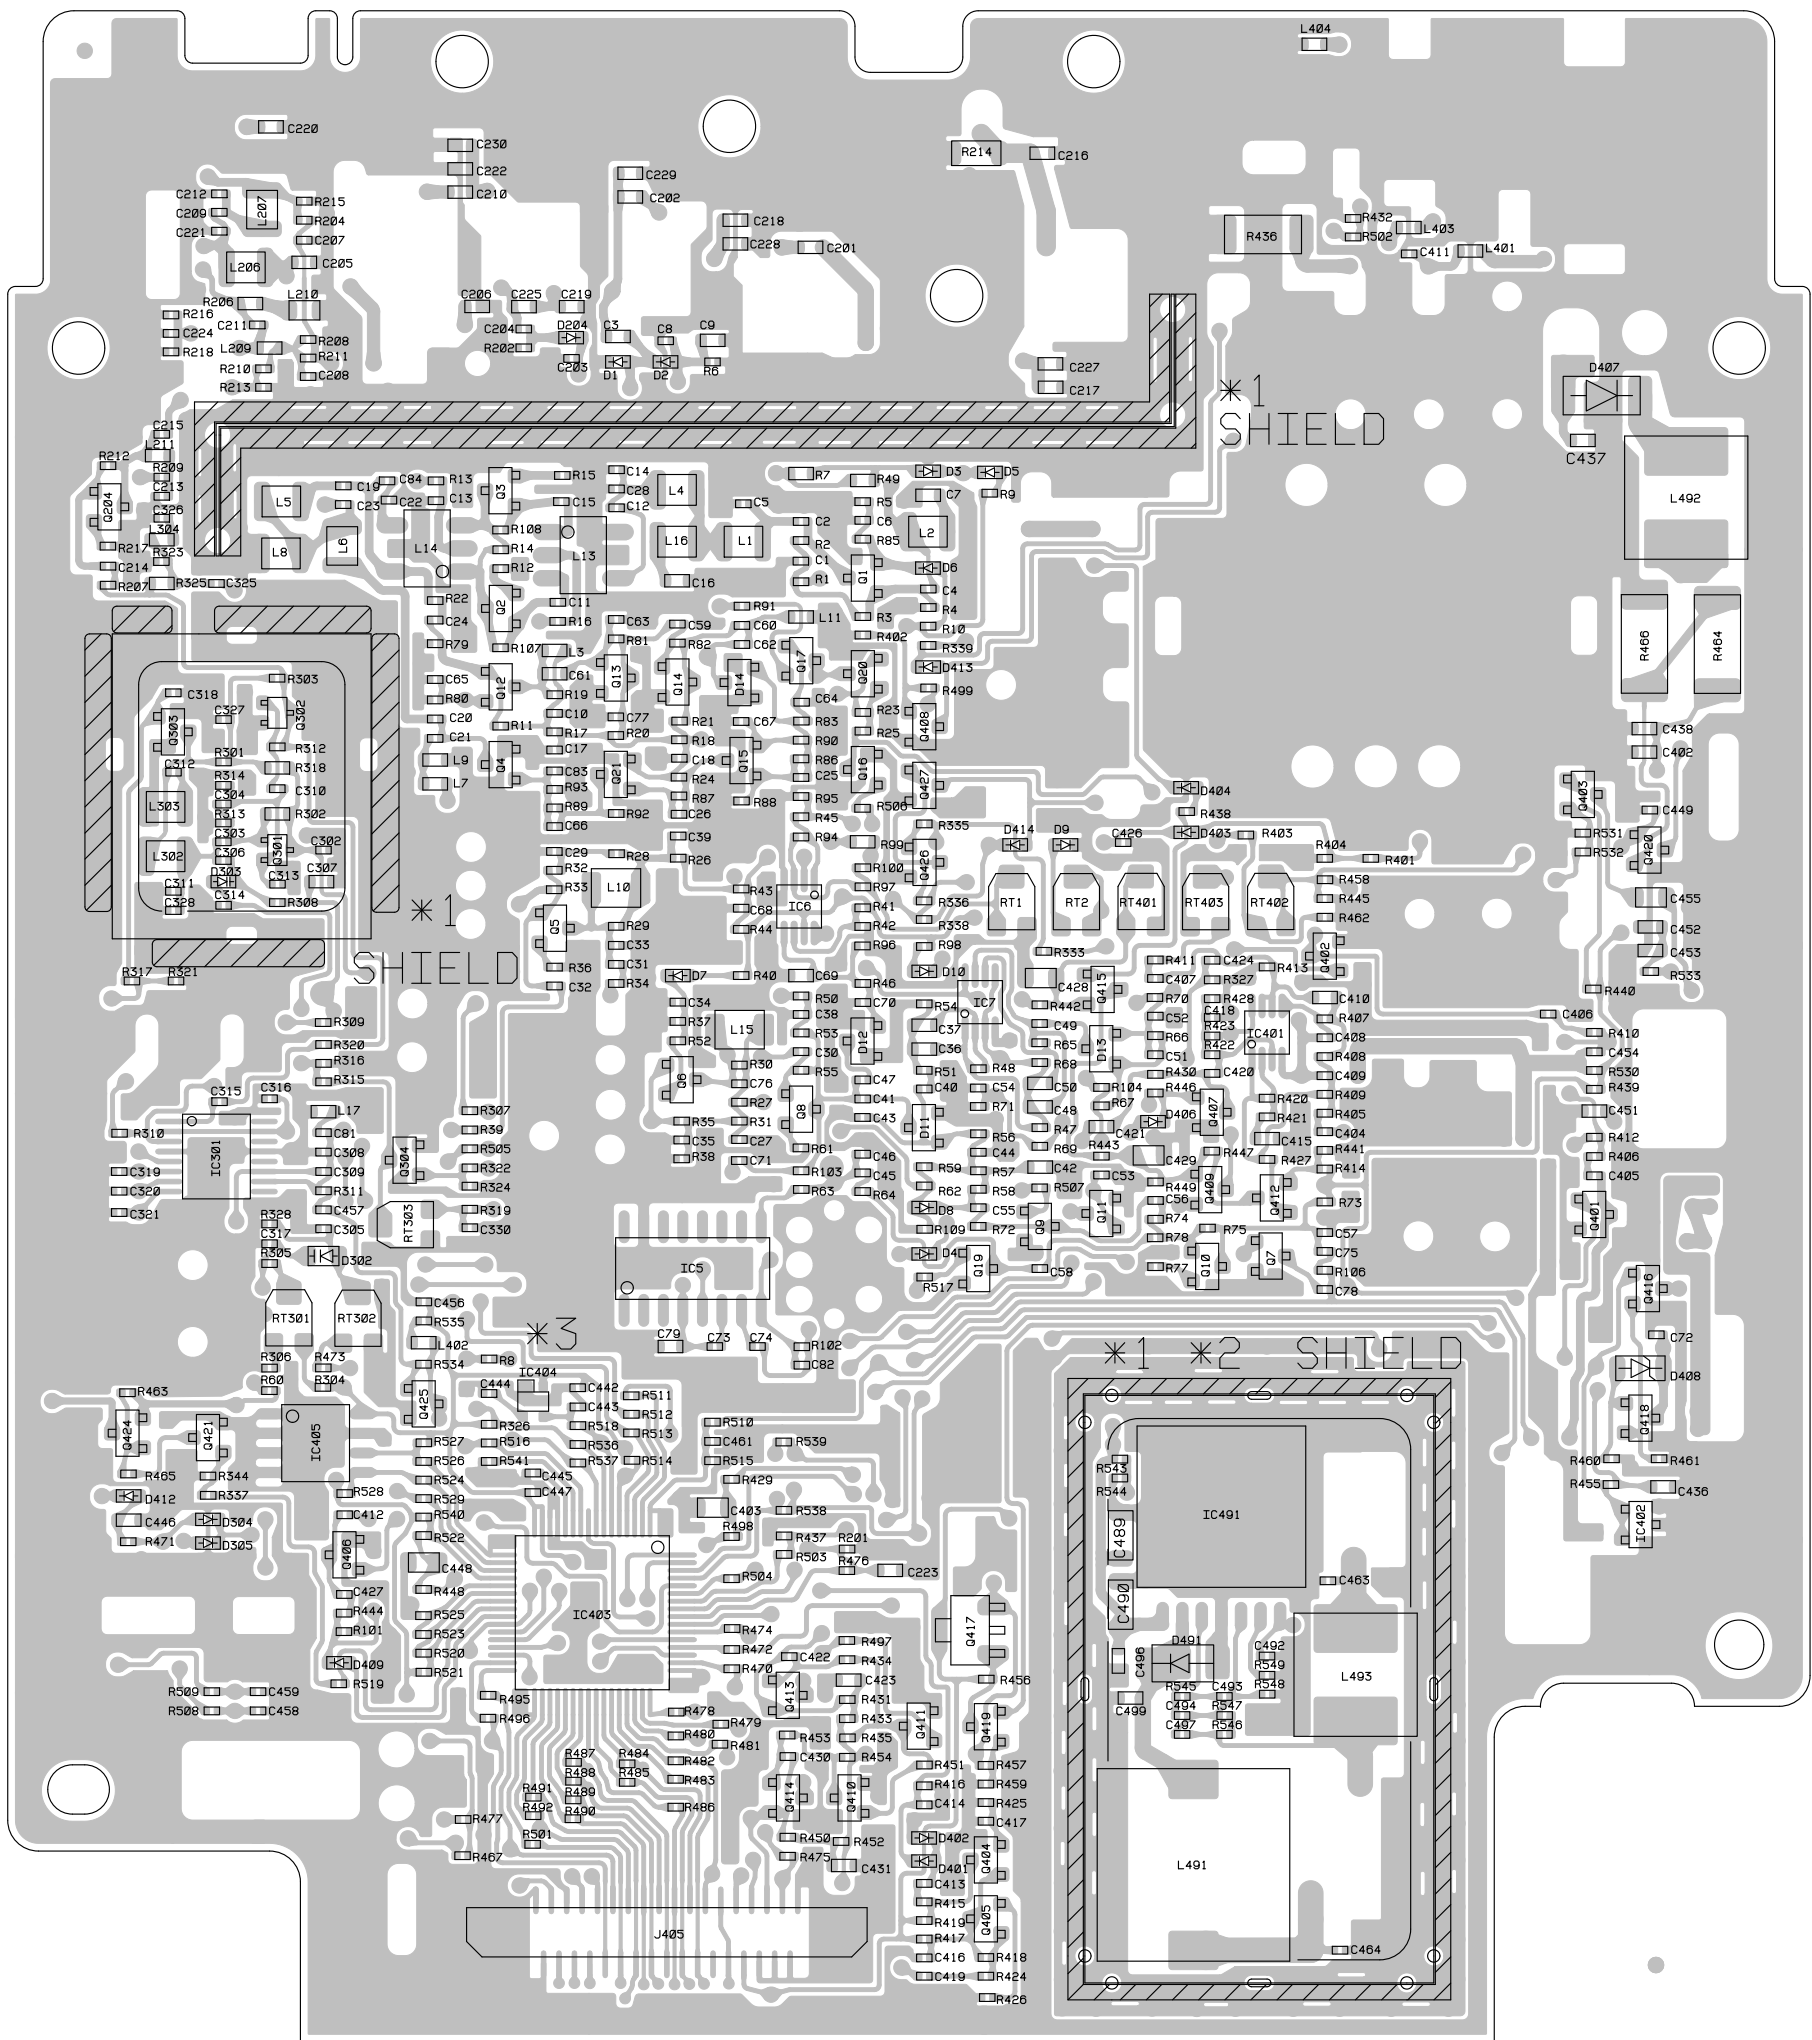 L404
C220
C230
C222
C210
C229
C202
R214
C216
C212
C209
C221
L207
R215
R204
C207
C205
L206
C218
C228
C201
R436
R432
R502
L403
C411
L401
R206
L210
R216
C211
C224
R218
L209
R208
R211
R210
C208
R213
C206
C225
C219
C204
R202
D204
C203
C3
C8
C9
D1
D2
R6
C227
C217
D407
*1
SHIELD
C437
L492
C215
L211
R212
R209
C213
Q204
C326
L304
R217
R323
C214
R207
R325
C325
L5
C19
C23
C84
C22
R13
C13
L8
L6
L14
Q3
R15
C15
C14
C28
C12
L4
R7
R49
D3
D5
C7
R9
R5
C5
R108
R14
R12
L13
L16
L1
C2
R2
C1
R1
C6
R85
L2
Q1
D6
C4
C16
R22
C24
R79
Q2
C11
R16
C63
R81
C59
R82
R91
C60
C62
L11
R3
R402
R4
R10
R339
R466
R464
R107
L3
C61
Q12
Q13
Q14
D14
Q17
Q20
D413
R499
C65
R80
C20
C21
R19
C10
R17
C17
C77
R20
R21
R18
C67
C64
R83
R90
R23
R25
Q408
R303
C318
C327
Q303
Q302
R11
R301
R312
C312
R314
R318
C304
C310
L303
R313
R302
C303
C306
L302
Q301
C302
D303
C307
C311
C313
C314
C328
R308
L9
L7
Q4
C83
R93
R89
C66
Q21
R92
C18
R24
R87
C26
Q15
R88
R86
C25
R95
R45
R94
Q16
R506
Q427
R335
D404
R438
D403
R403
C438
C402
Q403
C449
R531
R532
Q420
C39
R26
C29
R32
R33
R28
L10
R99
R100
Q426
D414
D9
C426
R404
R401
*1
SHIELD
Q5
R29
C33
C31
R34
R36
C32
R43
C68
R44
IC6
R97
R41
R42
R96
R336
R338
R98
RT1
RT2
RT401
RT403
RT402
R458
R445
R462
C455
C452
C453
R533
R317
R321
D7
R40
C69
R46
C70
D10
R333
R411
C424
Q402
R413
C407
R327
C428
Q415
R440
C34
R37
R52
L15
R50
C38
R53
C30
R55
D12
R54
C37
C36
R51
IC7
R442
C49
R65
R68
D13
R70
C52
R66
C51
R428
C418
R423
R422
IC401
C410
R407
C408
R408
C406
R410
C454
R530
R439
R309
R320
R316
R315
C315
C316
L17
R307
R39
R505
R322
R324
Q6
R30
C76
R27
R31
C27
C71
Q8
C47
C41
C43
C40
R48
C54
R71
C50
C48
R47
R104
R67
C421
R430
R446
D406
C420
Q407
R420
R421
C415
R427
C409
R409
R405
C404
R441
R414
C451
R412
R406
C405
R310
IC301
C81
C308
C309
R311
C457
C305
Q304
R35
C35
R38
D11
R56
C44
R57
R58
R69
C42
R507
R443
C53
C429
R447
R449
Q409
Q412
C319
C320
C321
RT303
R319
C330
R61
R103
R63
C46
C45
R64
R59
R62
D8
R109
C55
R72
Q9
Q11
C56
R74
R78
R75
R73
C57
C75
R106
C78
Q401
R328
C317
R305
D302
IC5
D4
R517
Q19
C58
R77
Q10
Q7
Q416
RT301
RT302
C456
R535
L402
R534
*3
C79
C73
C74
R102
C82
*1 *2 SHIELD
C72
D408
R306
R473
R60
R304
R8
IC404
C444
C442
C443
R511
R512
R463
Q424
Q421
IC405
Q425
R326
R518
R513
R510
Q418
R527
R516
R536
C461
R539
R526
R541
R537
R514
R515
R543
R460
R461
R465
R344
R524
C445
R429
R544
R455
C436
D412
R337
R528
R529
C447
C403
R538
IC491
C489
C446
D304
C412
R540
R498
R437
R201
IC402
R471
D305
R522
R503
Q406
C448
R476
R504
C223
C463
C427
R448
C490
R444
R525
IC403
R101
R523
R474
Q417
R520
R472
R497
C422
R434
D409
R521
R470
C423
R456
C496
D491
C492
R549
L493
R509
C459
R519
R495
Q413
R431
R545
C493
R548
R508
C458
R496
R478
R433
C499
C494
R547
R479
Q411
Q419
C497
R546
R480
R481
R453
R435
R487
R484
R482
C430
R454
R451
R457
R488
R485
R483
R416
R459
R491
R489
Q414
Q410
C414
R425
R492
R490
R486
R477
C417
R501
R450
R452
D402
Q404
R467
R475
C431
D401
L491
C413
R415
Q405
R419
J405
R417
C416
R418
C464
C419
R424
R426